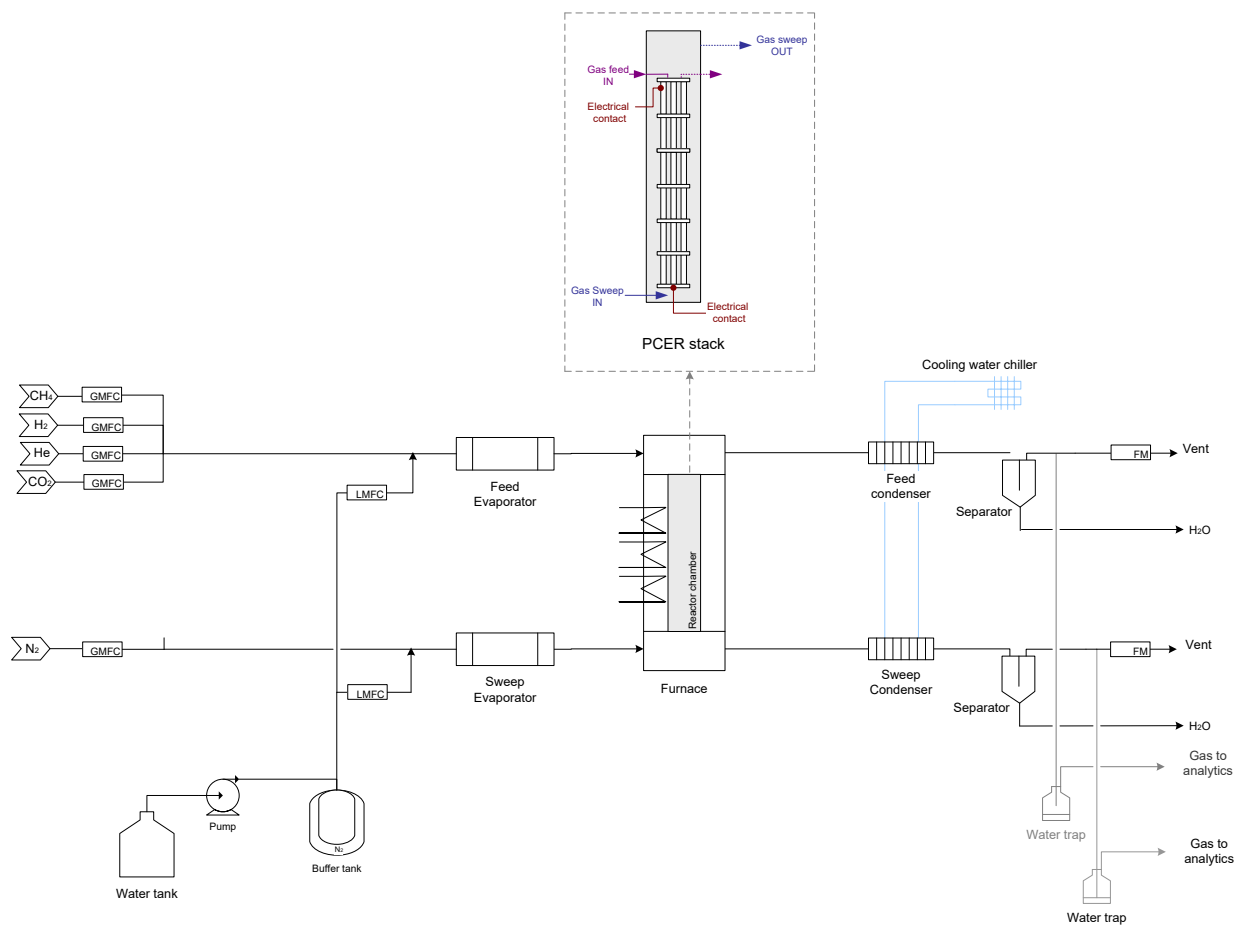 Gas sweep
OUT
Gas feed
IN
Electrical
contact
Gas Sweep
IN
Electrical
contact
PCER stack
Cooling water chiller
CH₄
GMFC
H₂
GMFC
He
GMFC
CO₂
GMFC
LMFC
Feed
Evaporator
Feed
condenser
Separator
FM
Vent
H₂O
Reactor chamber
N₂
GMFC
LMFC
Sweep
Evaporator
Furnace
Sweep
Condenser
Separator
FM
Vent
H₂O
Gas to
analytics
Water trap
Pump
N₂
Buffer tank
Water tank
Gas to
analytics
Water trap